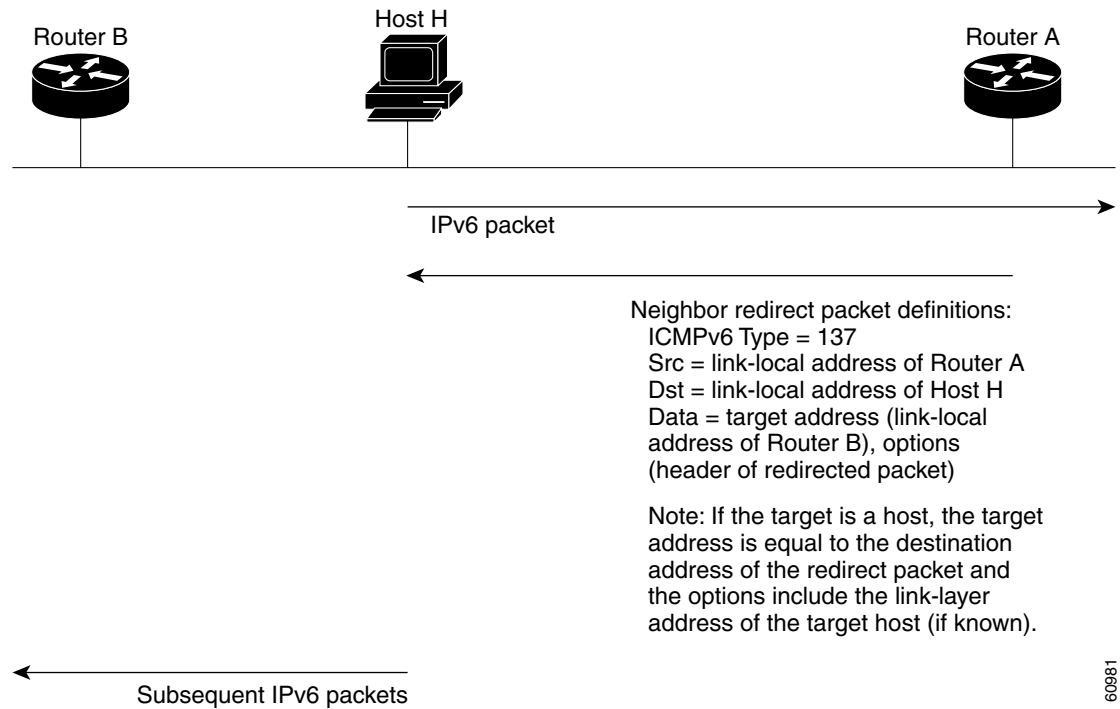 Router B
Host H
Router A
IPv6 packet
Neighbor redirect packet definitions:
ICMPv6 Type = 137
Src = link-local address of Router A
Dst = link-local address of Host H
Data = target address (link-local
address of Router B), options
(header of redirected packet)
Note: If the target is a host, the target
address is equal to the destination
address of the redirect packet and
the options include the link-layer
address of the target host (if known).
Subsequent IPv6 packets
60981